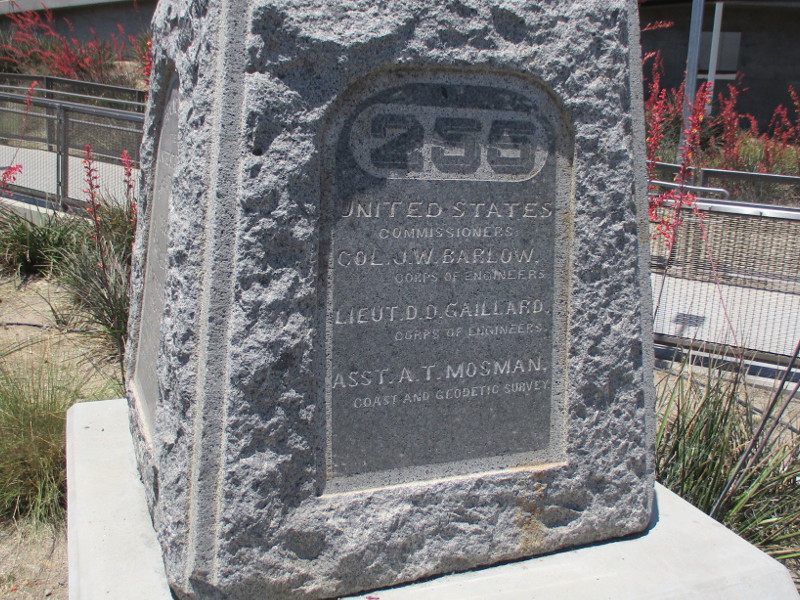 255
UNITED STATES
COMMISSIONERS:
COL. J. W. BARLOW.
CORPS OF ENGINEERS
LIEUT. D. D. GAILLARD.
CORPS OF ENGINEERS.
ASST. A. T. MOSMAN.
COAST AND GEODETIC SURVEY